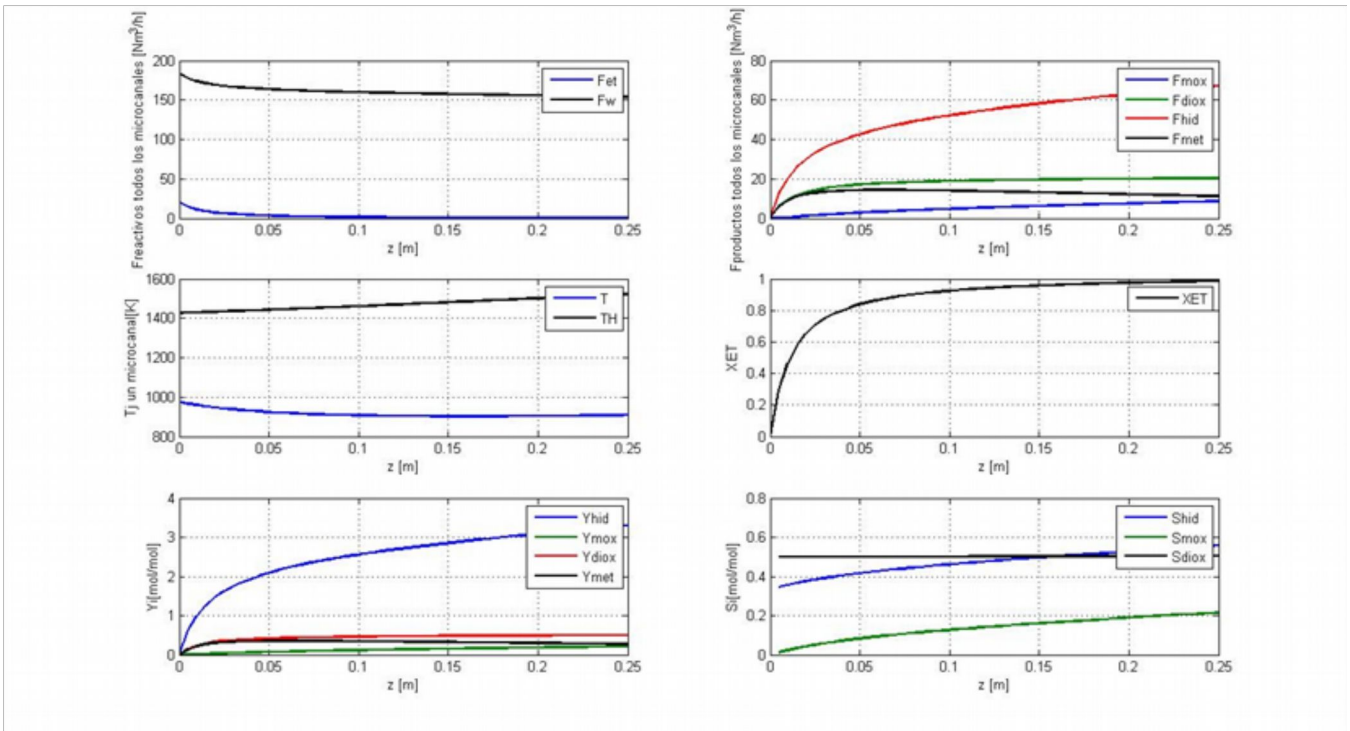 Freactivos todos los microcanales [Nm³/h]
200
150
100
50
0
Fet
Fw
0 0.05 0.1 0.15 0.2 0.25
z [m]
Fproductos todos los microcanales [Nm³/h]
80
60
40
20
0
Fmox
Fdiox
Fhid
Fmet
0 0.05 0.1 0.15 0.2 0.25
z [m]
Tj un microcanal[K]
1600
1400
1200
1000
800
T
TH
0 0.05 0.1 0.15 0.2 0.25
z [m]
XET
1
0.8
0.6
0.4
0.2
0
XET
0 0.05 0.1 0.15 0.2 0.25
z [m]
Yi[mol/mol]
4
3
2
1
0
Yhid
Ymox
Ydiox
Ymet
0 0.05 0.1 0.15 0.2 0.25
z [m]
Si[mol/mol]
0.8
0.6
0.4
0.2
0
Shid
Smox
Sdiox
0 0.05 0.1 0.15 0.2 0.25
z [m]